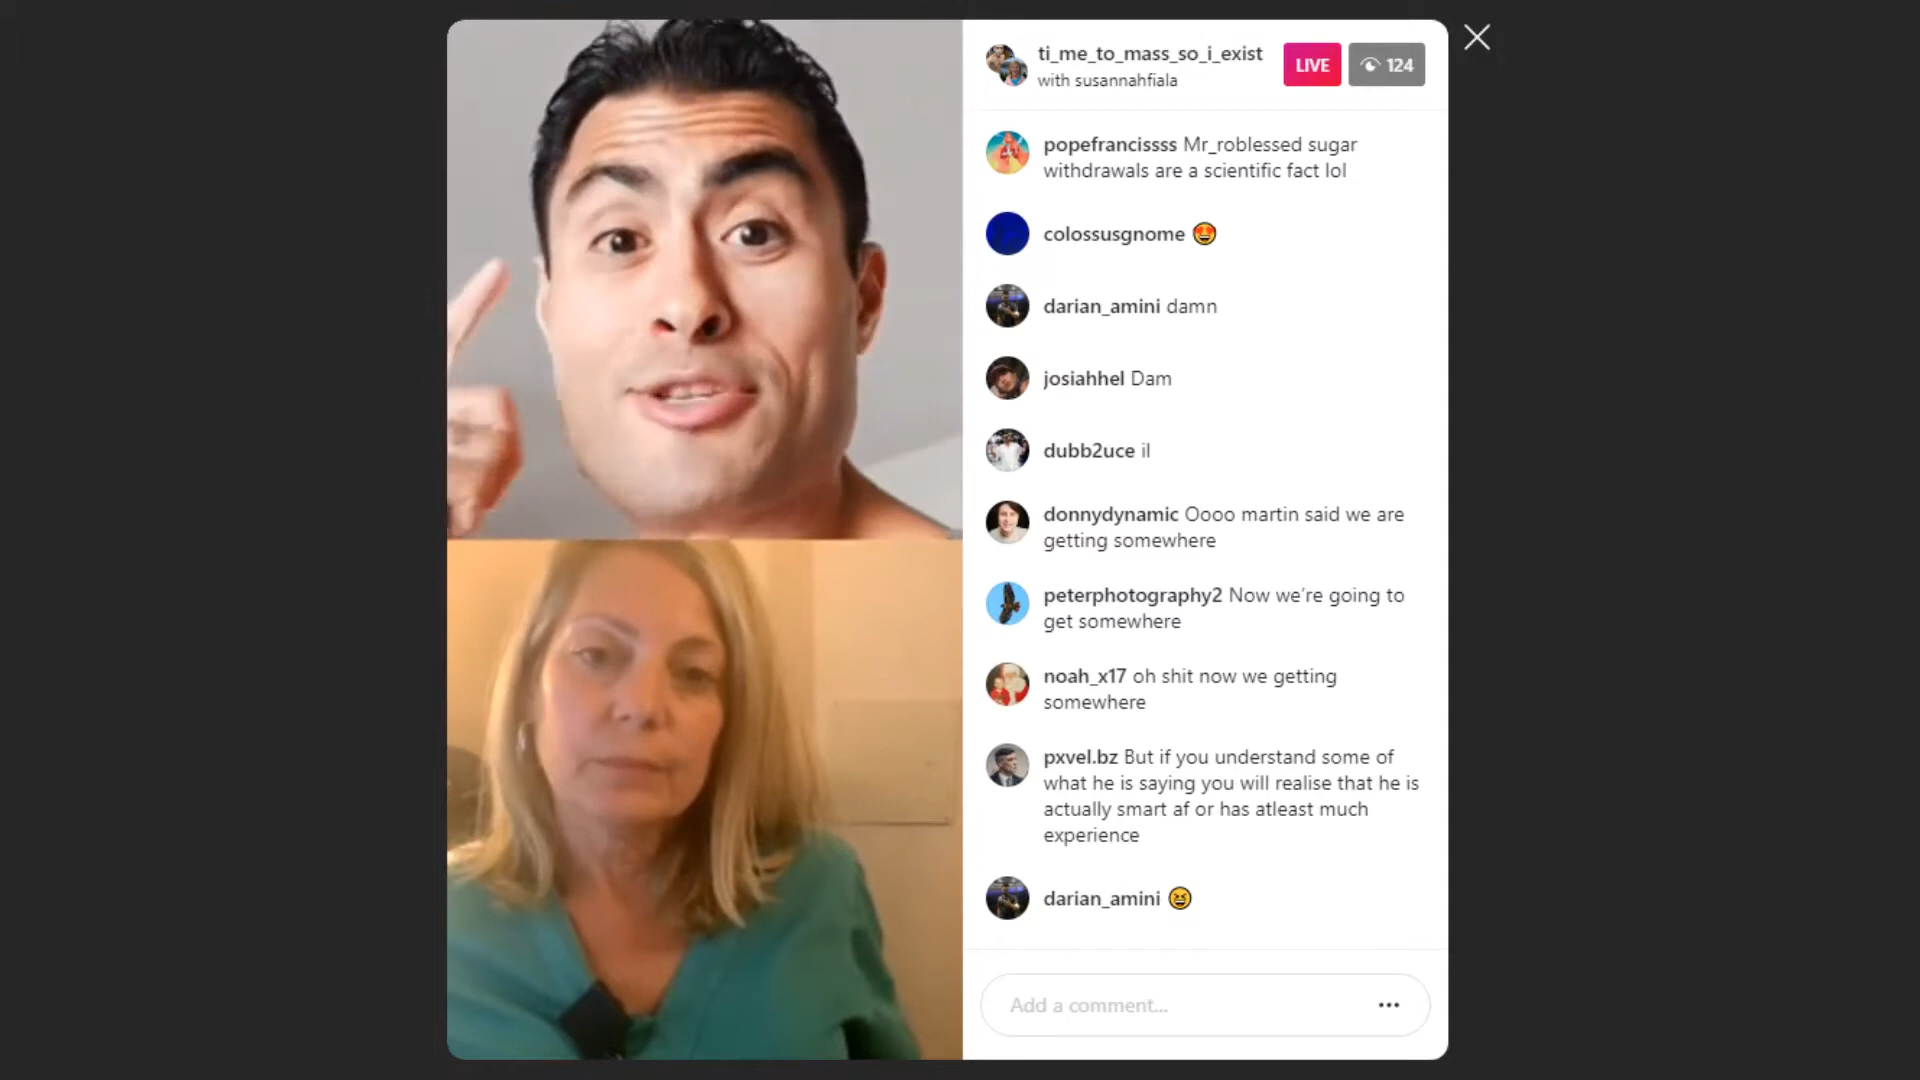 ti_me_to_mass_so_i_exist
with susannahfiala
LIVE
124
popefrancissss Mr_roblessed sugar
withdrawals are a scientific fact lol
colossusgnome 🤩
darian_amini damn
josiahhel Dam
dubb2uce il
donnydynamic Oooo martin said we are
getting somewhere
peterphotography2 Now we're going to
get somewhere
noah_x17 oh shit now we getting
somewhere
pxvel.bz But if you understand some of
what he is saying you will realise that he is
actually smart af or has atleast much
experience
darian_amini 😆
Add a comment...